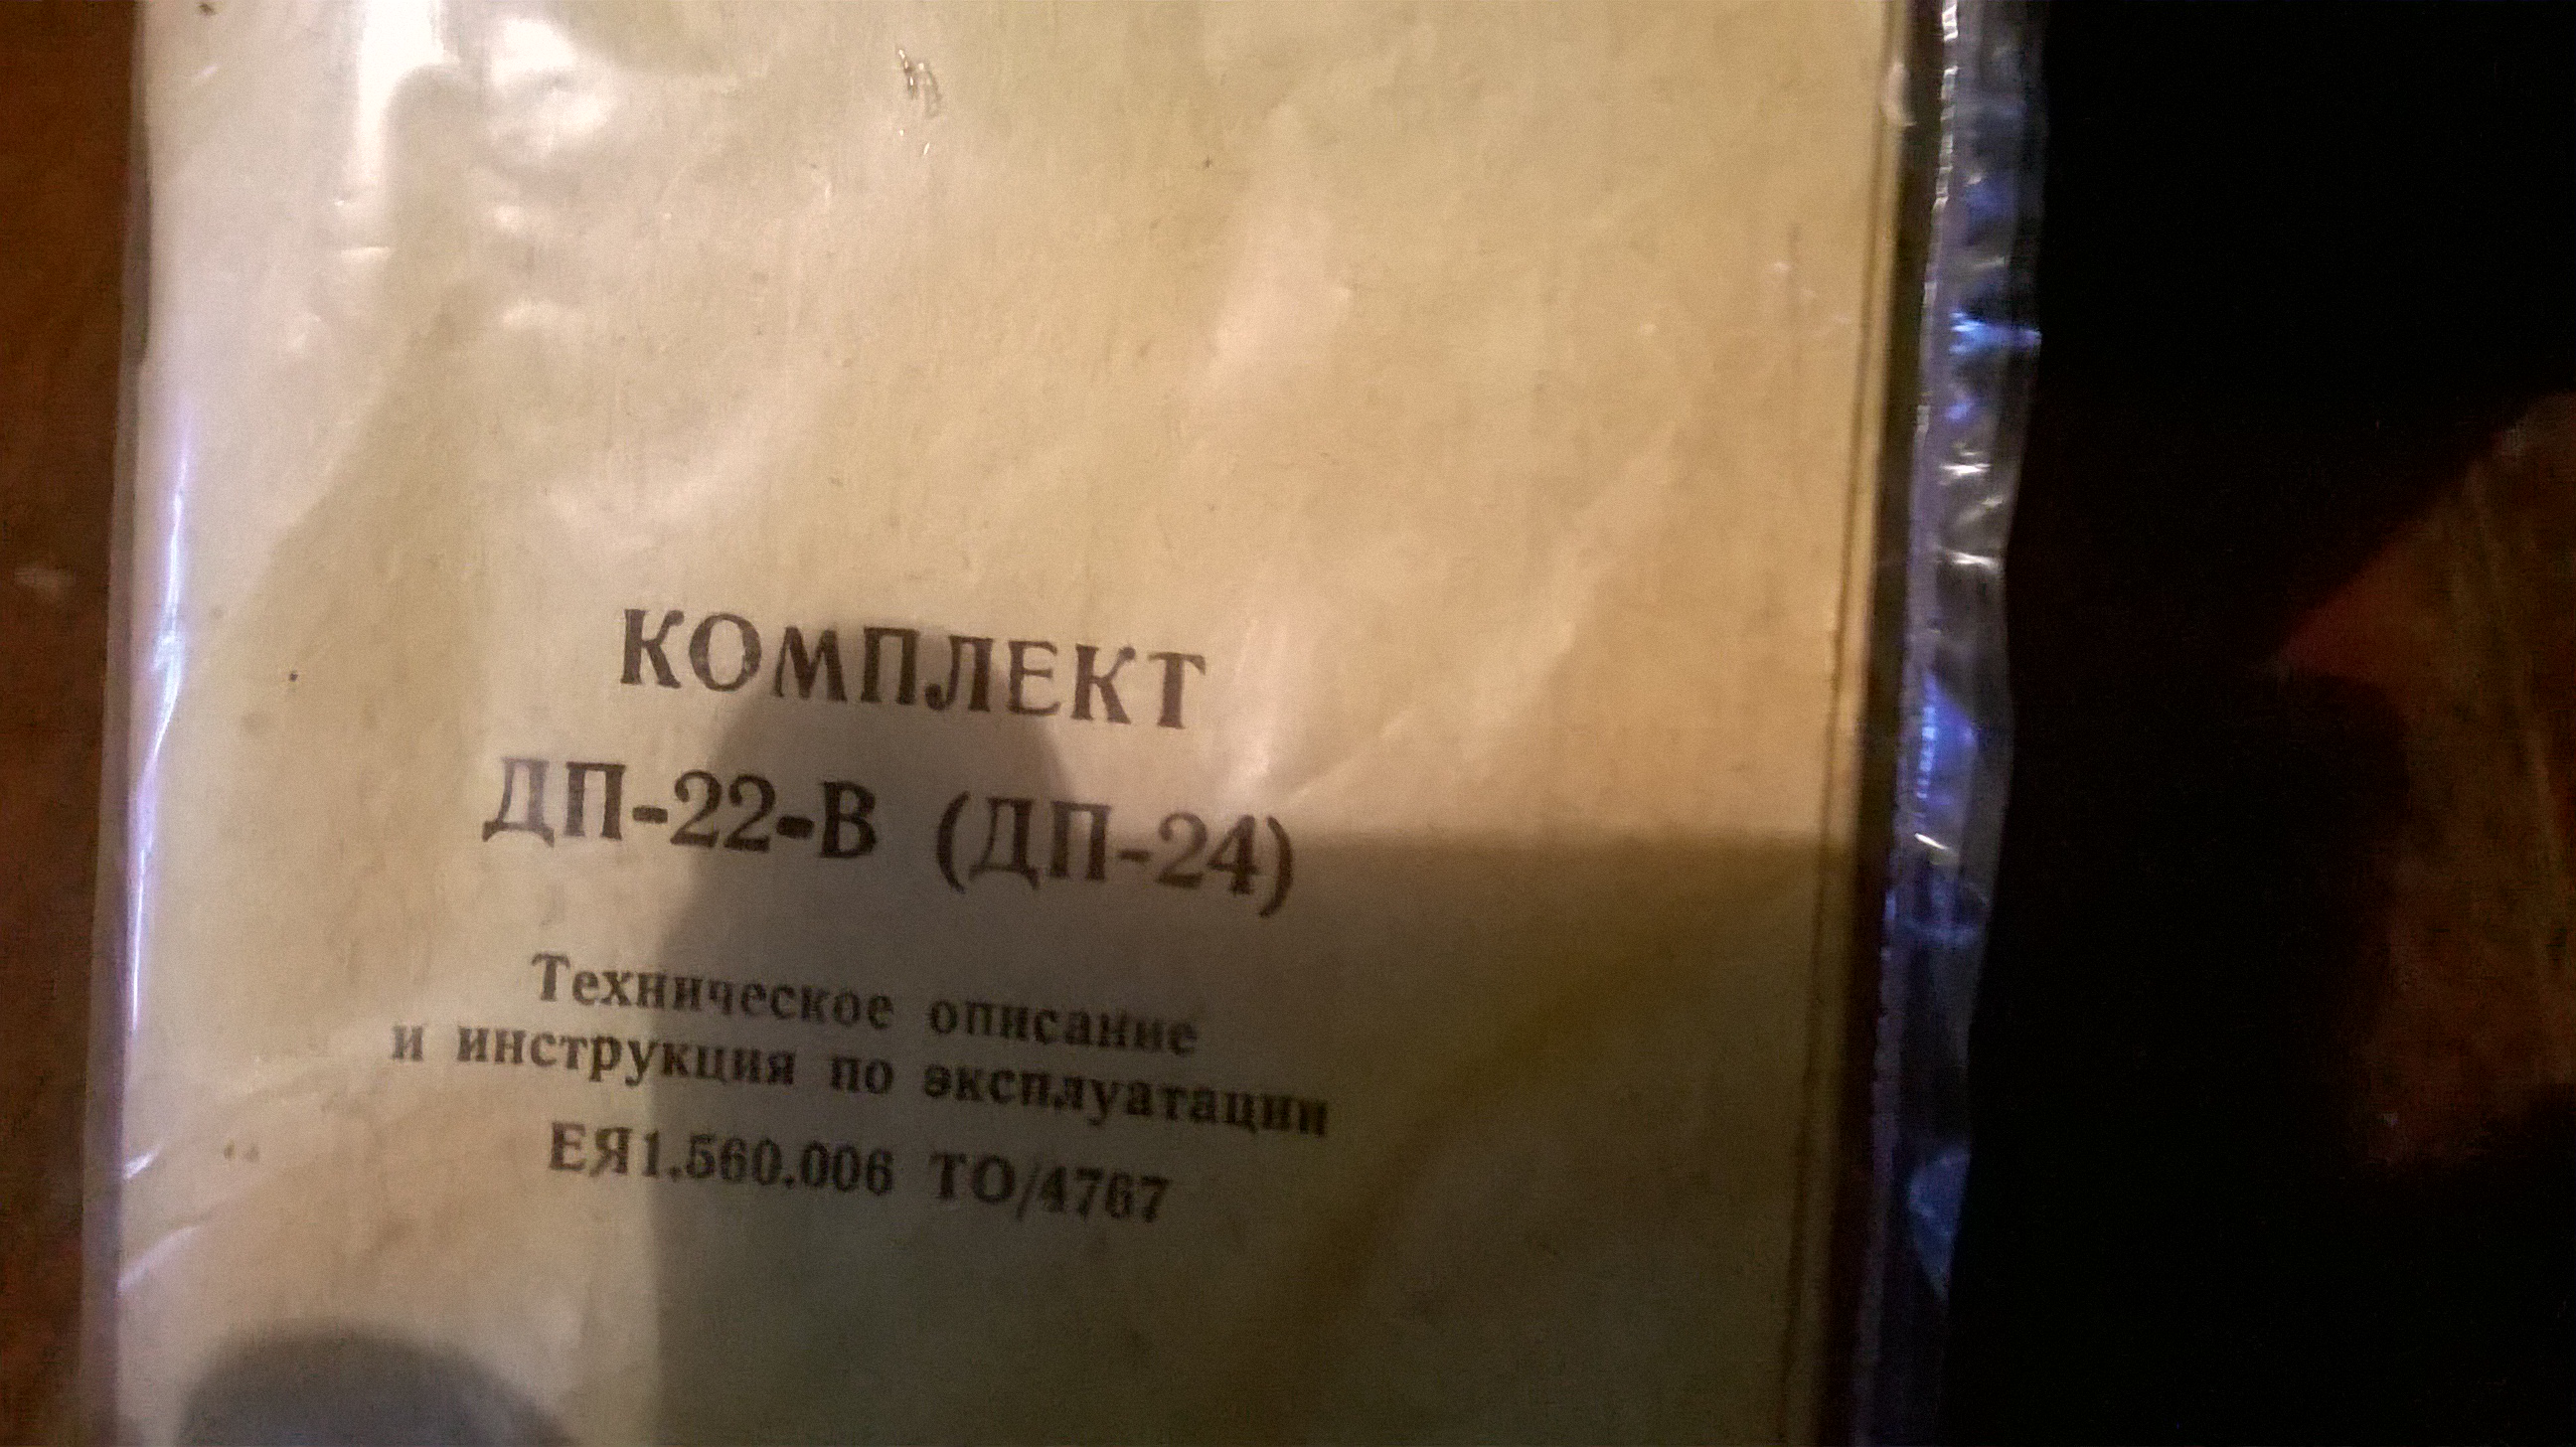 КОМПЛЕКТ
ДП-22-В (ДП-24)
Техническое описание
и инструкция по эксплуатации
ЕЯ1.560.006 ТО/4767